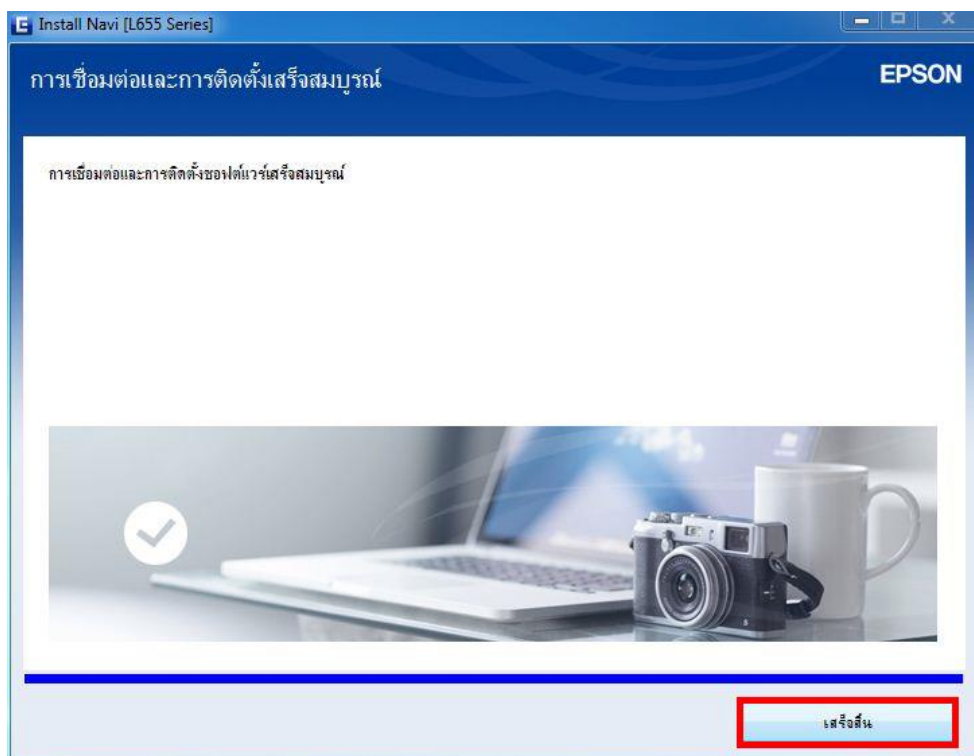 Install Navi [L655 Series]
การเชื่อมต่อและการติดตั้งเสร็จสมบูรณ์
EPSON
การเชื่อมต่อและการติดตั้งซอฟต์แวร์เสร็จสมบูรณ์
เสร็จสิ้น